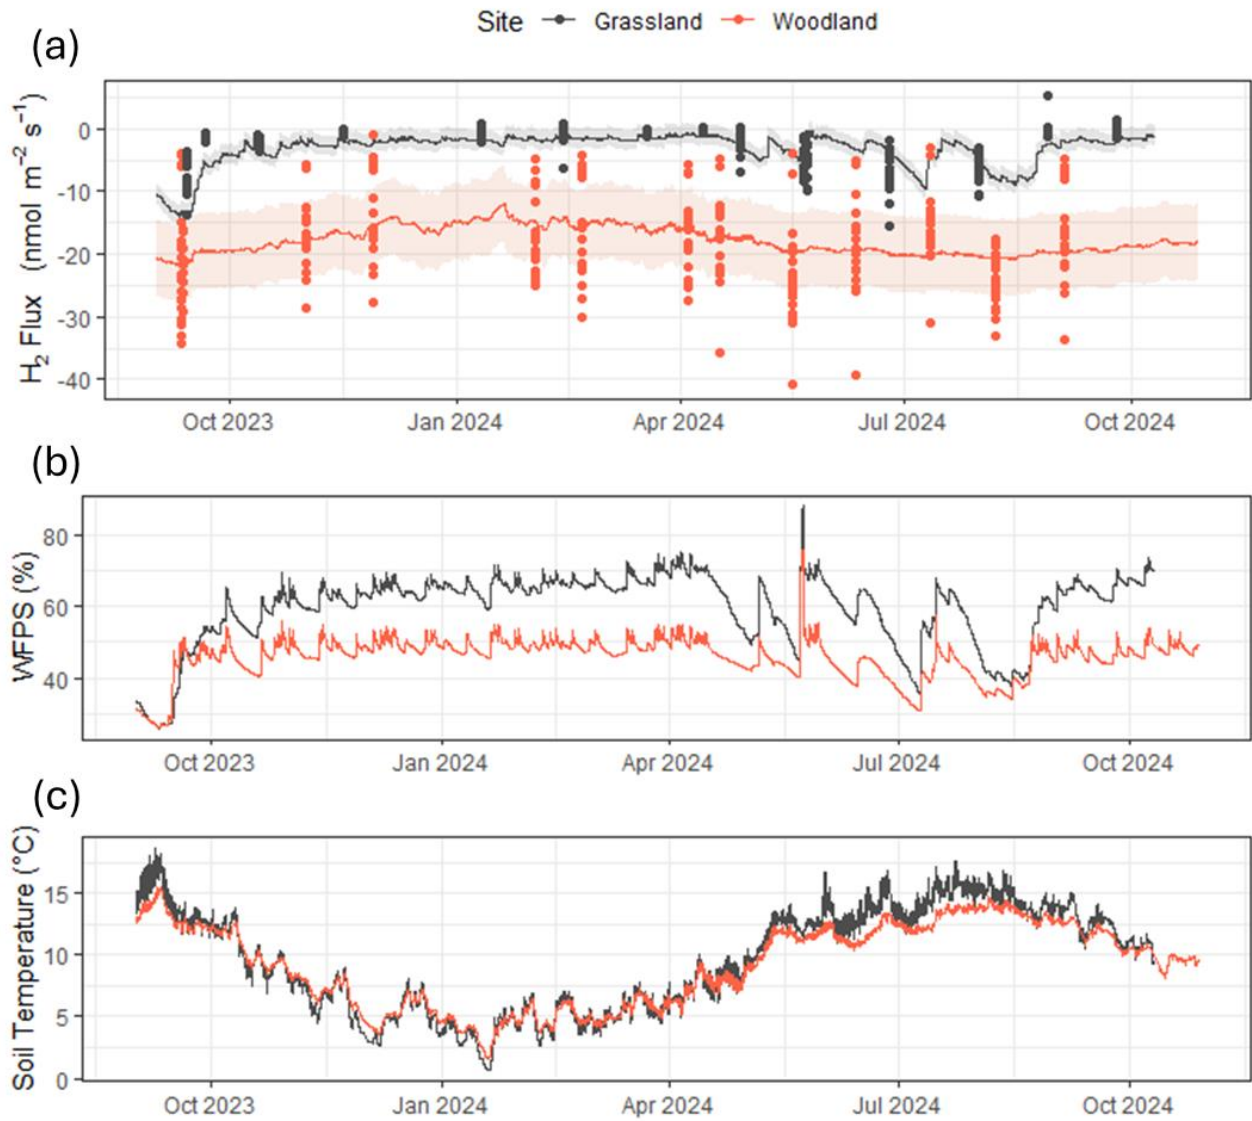 Site Grassland Woodland
(a)
H2 Flux (nmol m−2 s−1)
0
-10
-20
-30
-40
Oct 2023 Jan 2024 Apr 2024 Jul 2024 Oct 2024
(b)
WFPS (%)
80
60
40
Oct 2023 Jan 2024 Apr 2024 Jul 2024 Oct 2024
(c)
Soil Temperature (°C)
15
10
5
0
Oct 2023 Jan 2024 Apr 2024 Jul 2024 Oct 2024